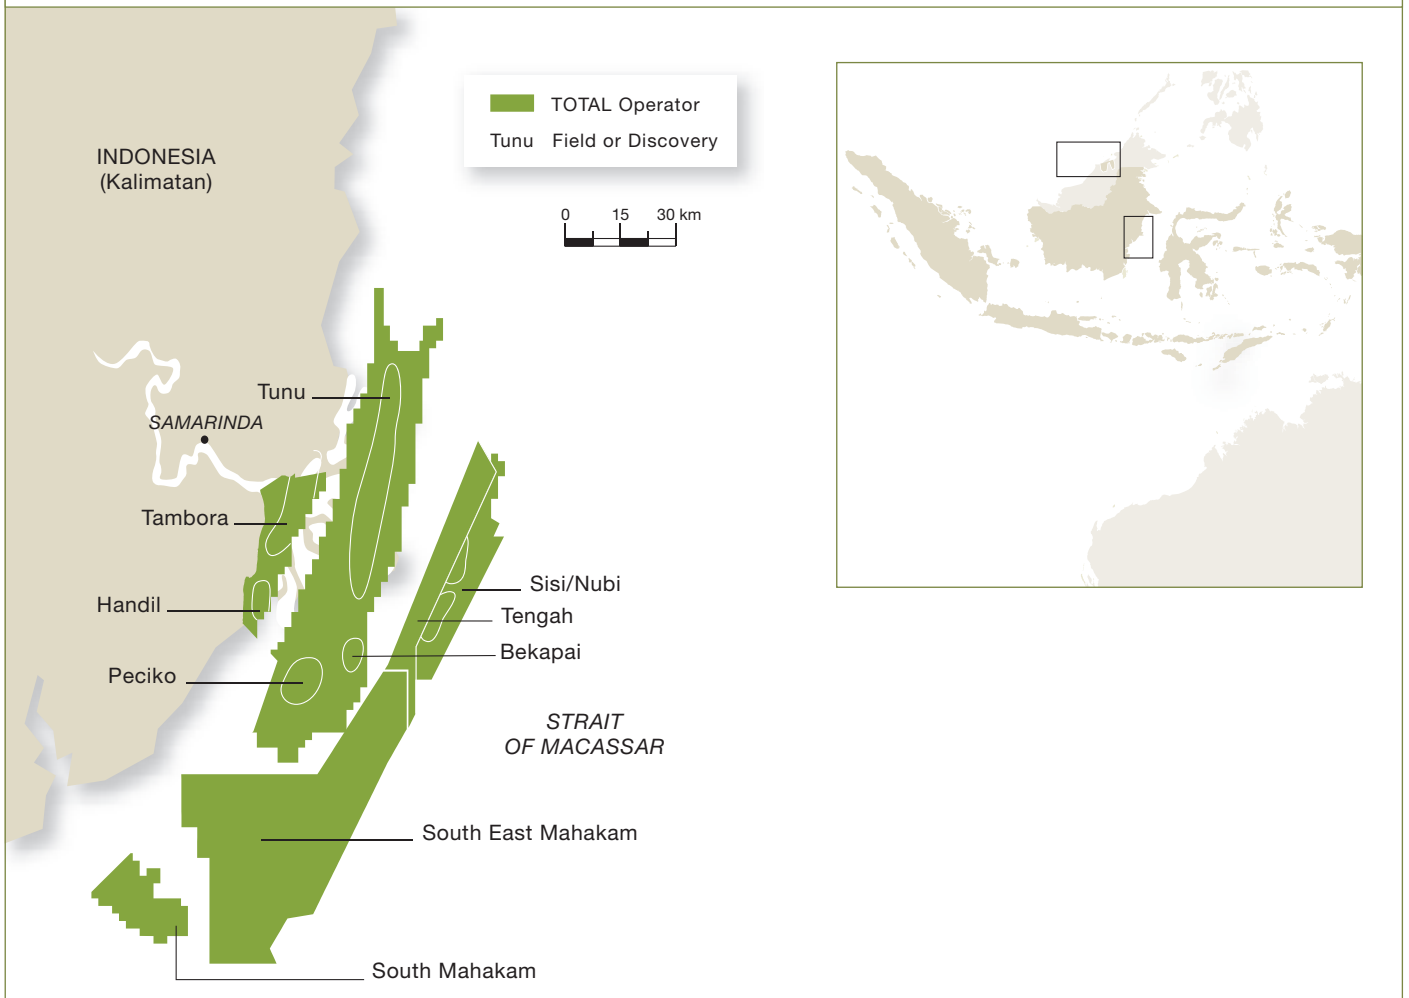 TOTAL Operator
Tunu Field or Discovery
INDONESIA
(Kalimatan)
0 15 30 km
Tunu
SAMARINDA
Tambora
Sisi/Nubi
Handil
Tengah
Bekapai
Peciko
STRAIT
OF MACASSAR
South East Mahakam
South Mahakam